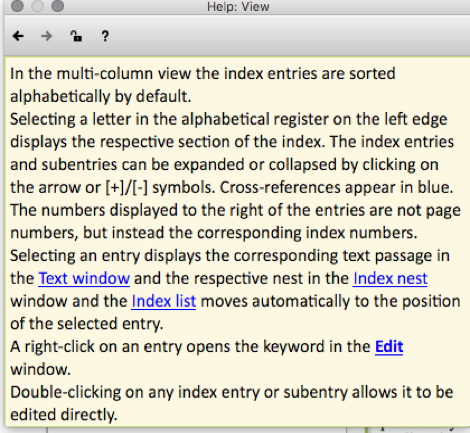 Help: View
?
In the multi-column view the index entries are sorted
alphabetically by default.
Selecting a letter in the alphabetical register on the left edge
displays the respective section of the index. The index entries
and subentries can be expanded or collapsed by clicking on
the arrow or [+]/[-] symbols. Cross-references appear in blue.
The numbers displayed to the right of the entries are not page
numbers, but instead the corresponding index numbers.
Selecting an entry displays the corresponding text passage in
the Text window and the respective nest in the Index nest
window and the Index list moves automatically to the position
of the selected entry.
A right-click on an entry opens the keyword in the Edit
window.
Double-clicking on any index entry or subentry allows it to be
edited directly.